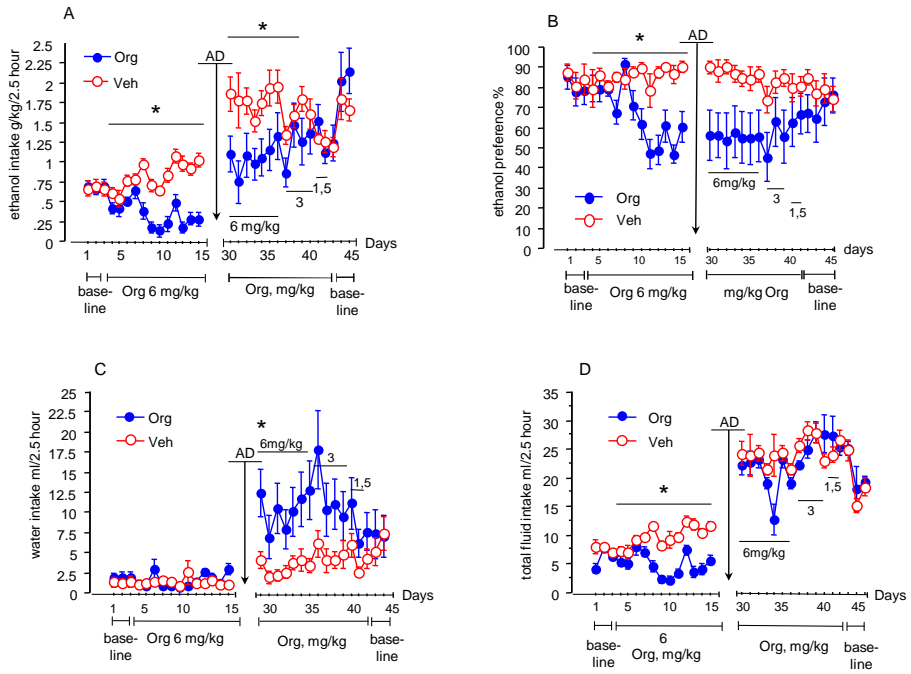 A
*
AD
*
ethanol intake g/kg/2.5 hour
2.5
2.25
2
1.75
1.5
1.25
1
.75
.5
.25
0
Org
Veh
6 mg/kg
3
1,5
1 5 10 15 30 35 40 45 Days
base-
line
Org 6 mg/kg
Org, mg/kg
base-
line
B
*
AD
ethanol preference %
100
90
80
70
60
50
40
30
20
10
0
Org
Veh
6mg/kg
3
1,5
1 5 10 15 30 35 40 45 days
base-
line
Org 6 mg/kg
mg/kg Org
base-
line
C
AD
*
water intake ml/2.5 hour
25
22.5
20
17.5
15
12.5
10
7.5
5
2.5
0
Org
Veh
6mg/kg
3
1,5
1 5 10 15 30 35 40 45 Days
base-
line
Org 6 mg/kg
Org, mg/kg
base-
line
D
AD
*
total fluid intake ml/2.5 hour
35
30
25
20
15
10
5
0
Org
Veh
6mg/kg
3
1,5
1 5 10 15 30 35 40 45 Days
base-
line
6
Org, mg/kg
Org, mg/kg
base-
line